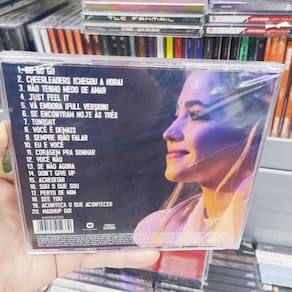 TLC FANMAIL
1. GO GO GO
2. CHEERLEADERS (CHEGOU A HORA)
3. NÃO TENHO MEDO DE AMAR
4. JUST FEEL IT
5. VÁ EMBORA (FULL VERSION)
6. SE ENCONTRAM HOJE ÀS TRÊS
7. TONIGHT
8. VOCÊ É DEMAIS
9. SEMPRE IRÃO FALAR
10. EU E VOCÊ
11. CORAGEM PRA SONHAR
12. VOCÊ NÃO
13. SE NÃO AGORA
14. DON'T GIVE UP
15. ACREDITAR
16. SOU O QUE SOU
17. PERTO DE MIM
18. SEE YOU
19. ACONTEÇA O QUE ACONTECER
20. MASHUP GO!